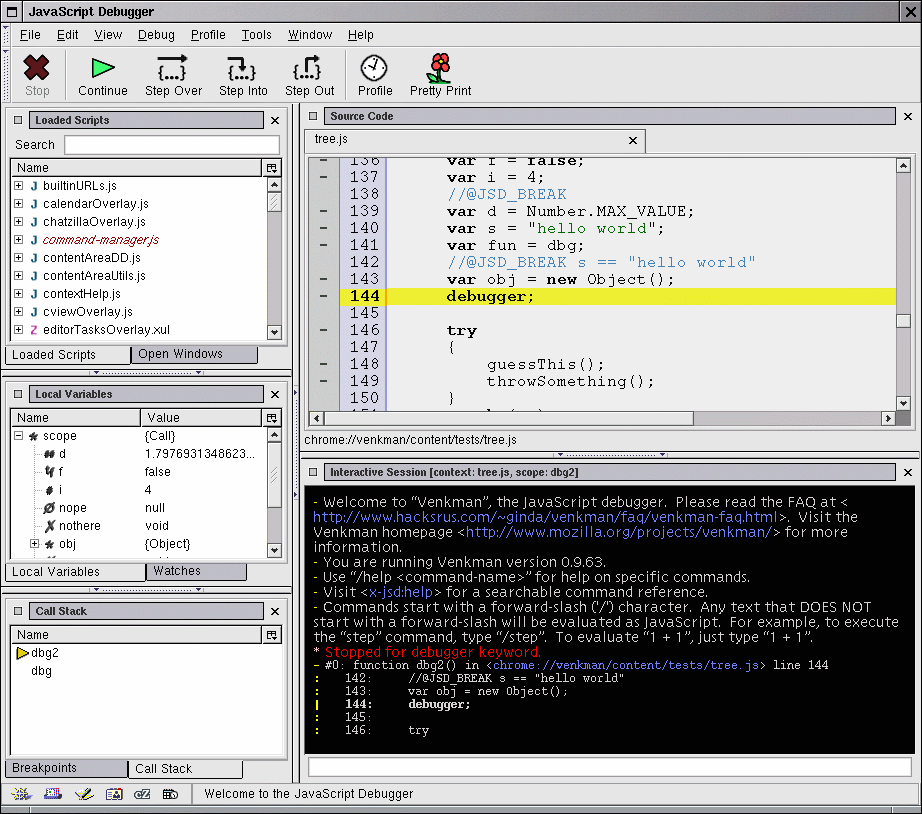 JavaScript Debugger
File Edit View Debug Profile Tools Window Help
Stop Continue Step Over Step Into Step Out Profile Pretty Print
Loaded Scripts
Search
Name
builtinURLs.js
calendarOverlay.js
chatzillaOverlay.js
command-manager.js
contentAreaDD.js
contentAreaUtils.js
contextHelp.js
cviewOverlay.js
editorTasksOverlay.xul
Loaded Scripts Open Windows
Local Variables
Name Value
scope {Call}
d 1.7976931348623...
f false
i 4
nope null
nothere void
obj {Object}
Local Variables Watches
Call Stack
Name
dbg2
dbg
Breakpoints Call Stack
Source Code
tree.js
136 var f = false;
137 var i = 4;
138 //@JSD_BREAK
139 var d = Number.MAX_VALUE;
140 var s = "hello world";
141 var fun = dbg;
142 //@JSD_BREAK s == "hello world"
143 var obj = new Object();
144 debugger;
145
146 try
147 {
148 guessThis();
149 throwSomething();
150 }
chrome://venkman/content/tests/tree.js
Interactive Session [context: tree.js, scope: dbg2]
- Welcome to “Venkman”, the JavaScript debugger. Please read the FAQ at <
http://www.hacksrus.com/~ginda/venkman/faq/venkman-faq.html>. Visit the
Venkman homepage <http://www.mozilla.org/projects/venkman/> for more
information.
- You are running Venkman version 0.9.63.
- Use “/help <command-name>” for help on specific commands.
- Visit <x-jsd:help> for a searchable command reference.
- Commands start with a forward-slash ('/') character. Any text that DOES NOT
start with a forward-slash will be evaluated as JavaScript. For example, to execute
the “step” command, type “/step”. To evaluate “1 + 1”, just type “1 + 1”.
* Stopped for debugger keyword.
- #0: function dbg2() in <chrome://venkman/content/tests/tree.js> line 144
: 142: //@JSD_BREAK s == "hello world"
: 143: var obj = new Object();
| 144: debugger;
: 145:
: 146: try
Welcome to the JavaScript Debugger